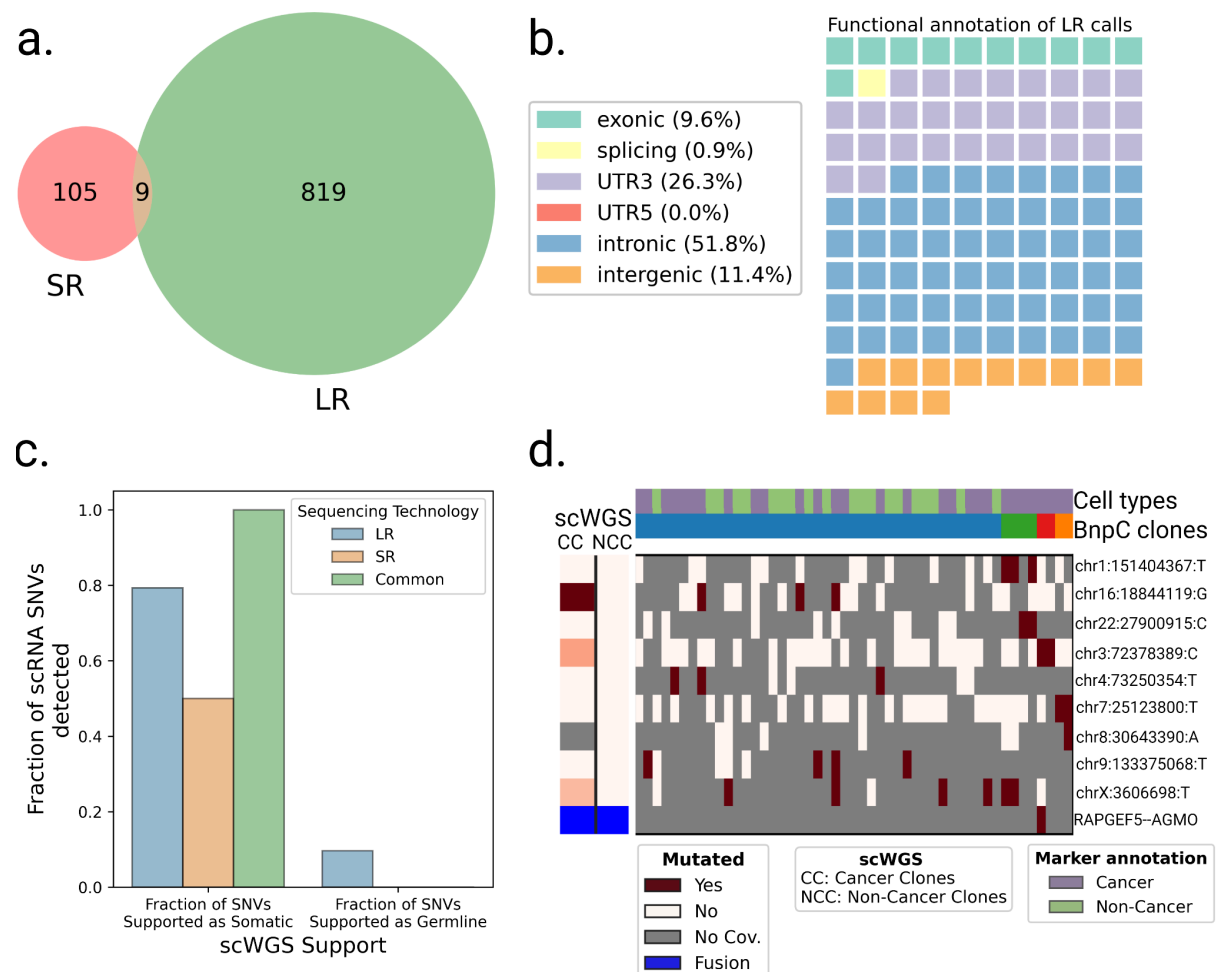 a.
105
9
819
SR
LR
b.
Functional annotation of LR calls
exonic (9.6%)
splicing (0.9%)
UTR3 (26.3%)
UTR5 (0.0%)
intronic (51.8%)
intergenic (11.4%)
c.
Fraction of scRNA SNVs
detected
1.0
0.8
0.6
0.4
0.2
0.0
Sequencing Technology
LR
SR
Common
Fraction of SNVs
Supported as Somatic
Fraction of SNVs
Supported as Germline
scWGS Support
d.
scWGS
CC NCC
Cell types
BnpC clones
chr1:151404367:T
chr16:18844119:G
chr22:27900915:C
chr3:72378389:C
chr4:73250354:T
chr7:25123800:T
chr8:30643390:A
chr9:133375068:T
chrX:3606698:T
RAPGEF5--AGMO
Mutated
Yes
No
No Cov.
Fusion
scWGS
CC: Cancer Clones
NCC: Non-Cancer Clones
Marker annotation
Cancer
Non-Cancer